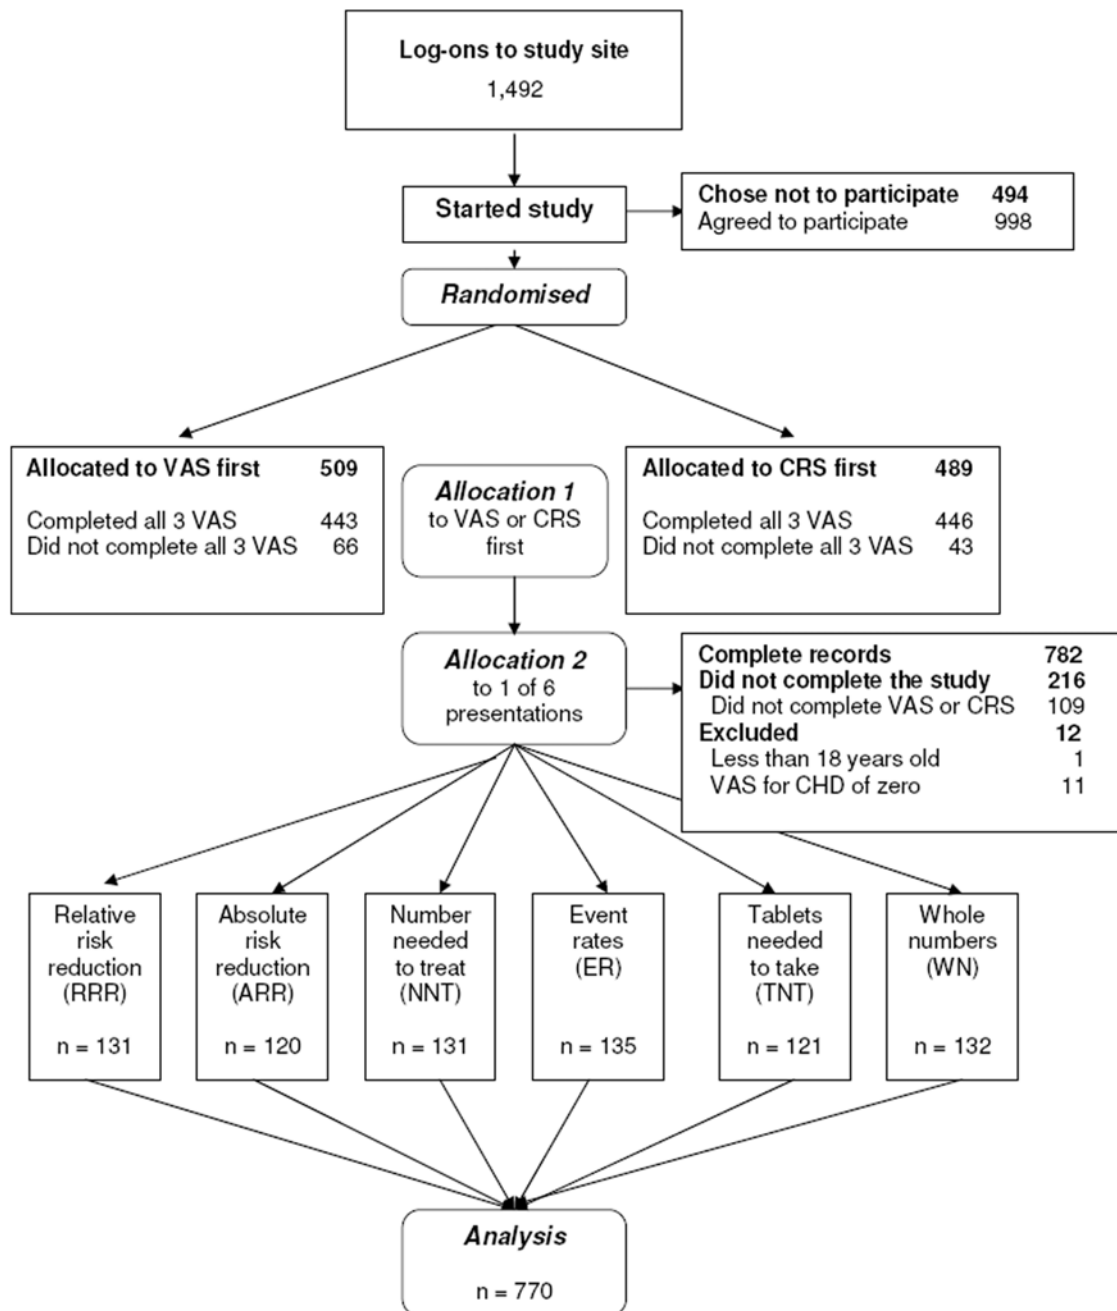 Log-ons to study site
1,492
Started study
Chose not to participate 494
Agreed to participate 998
Randomised
Allocated to VAS first 509
Completed all 3 VAS 443
Did not complete all 3 VAS 66
Allocation 1
to VAS or CRS
first
Allocated to CRS first 489
Completed all 3 VAS 446
Did not complete all 3 VAS 43
Allocation 2
to 1 of 6
presentations
Complete records 782
Did not complete the study 216
Did not complete VAS or CRS 109
Excluded 12
Less than 18 years old 1
VAS for CHD of zero 11
Relative
risk
reduction
(RRR)
n = 131
Absolute
risk
reduction
(ARR)
n = 120
Number
needed
to treat
(NNT)
n = 131
Event
rates
(ER)
n = 135
Tablets
needed
to take
(TNT)
n = 121
Whole
numbers
(WN)
n = 132
Analysis
n = 770